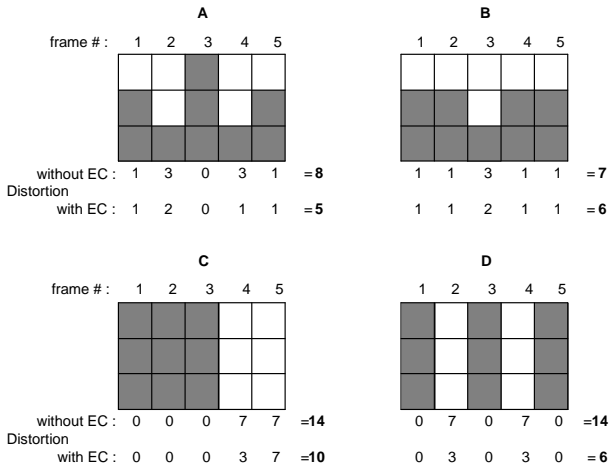 A
frame # : 1 2 3 4 5
without EC : 1 3 0 3 1 = 8
Distortion
with EC : 1 2 0 1 1 = 5
B
1 2 3 4 5
1 1 3 1 1 = 7
1 1 2 1 1 = 6
C
frame # : 1 2 3 4 5
without EC : 0 0 0 7 7 =14
Distortion
with EC : 0 0 0 3 7 =10
D
1 2 3 4 5
0 7 0 7 0 =14
0 3 0 3 0 = 6